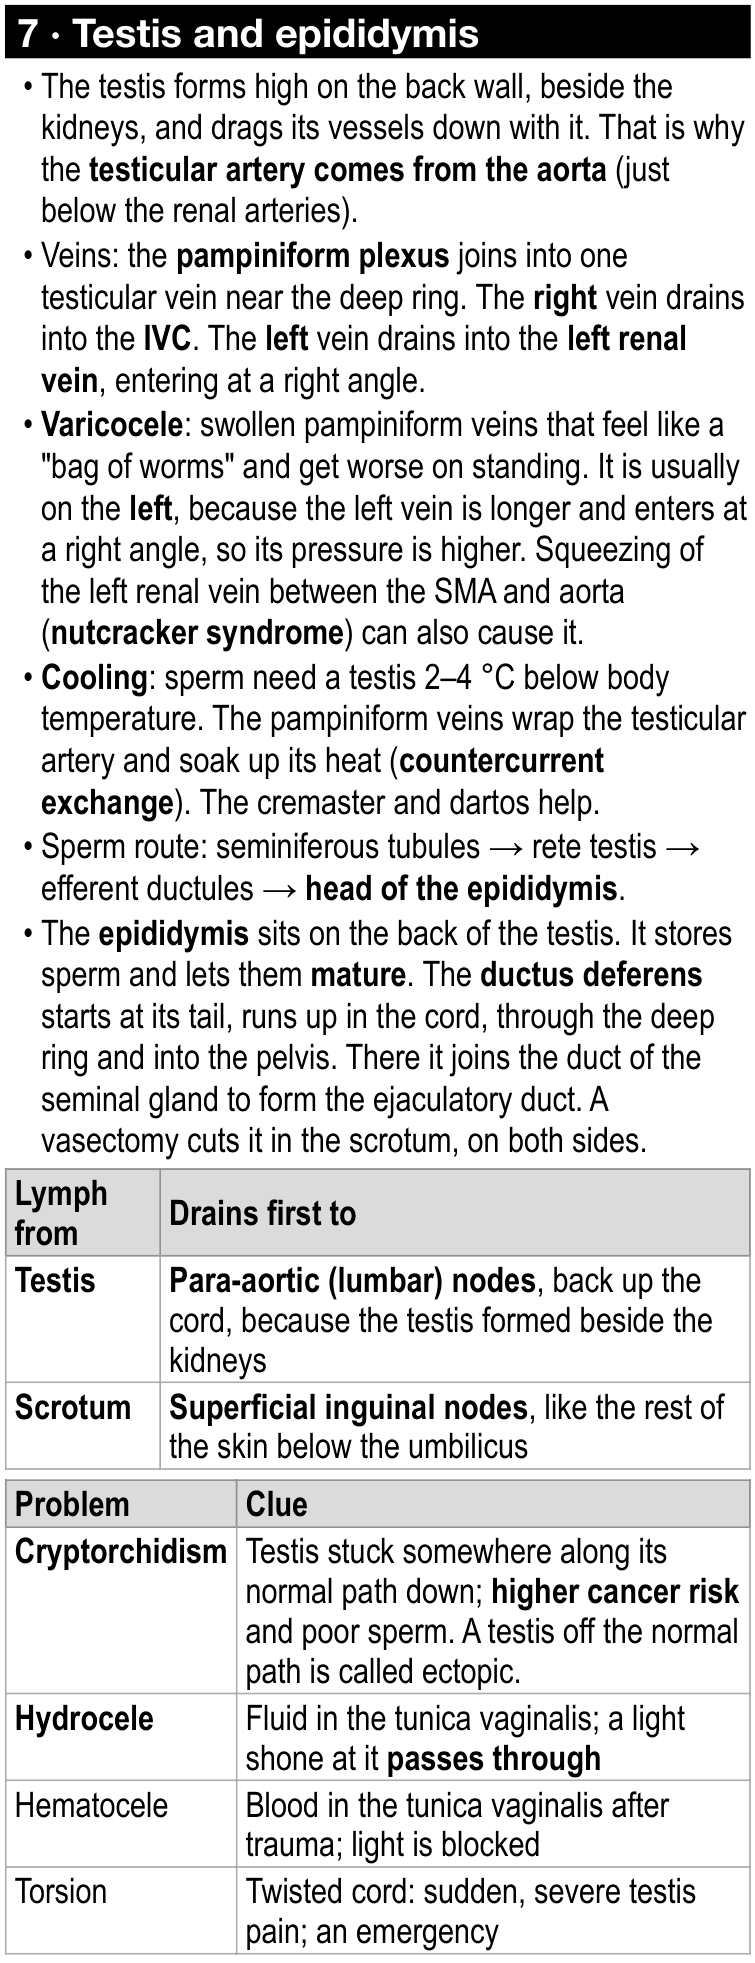 7 · Testis and epididymis
• The testis forms high on the back wall, beside the
kidneys, and drags its vessels down with it. That is why
the testicular artery comes from the aorta (just
below the renal arteries).
• Veins: the pampiniform plexus joins into one
testicular vein near the deep ring. The right vein drains
into the IVC. The left vein drains into the left renal
vein, entering at a right angle.
• Varicocele: swollen pampiniform veins that feel like a
"bag of worms" and get worse on standing. It is usually
on the left, because the left vein is longer and enters at
a right angle, so its pressure is higher. Squeezing of
the left renal vein between the SMA and aorta
(nutcracker syndrome) can also cause it.
• Cooling: sperm need a testis 2–4 °C below body
temperature. The pampiniform veins wrap the testicular
artery and soak up its heat (countercurrent
exchange). The cremaster and dartos help.
• Sperm route: seminiferous tubules → rete testis →
efferent ductules → head of the epididymis.
• The epididymis sits on the back of the testis. It stores
sperm and lets them mature. The ductus deferens
starts at its tail, runs up in the cord, through the deep
ring and into the pelvis. There it joins the duct of the
seminal gland to form the ejaculatory duct. A
vasectomy cuts it in the scrotum, on both sides.
Lymph
from
Drains first to
Testis
Para-aortic (lumbar) nodes, back up the
cord, because the testis formed beside the
kidneys
Scrotum
Superficial inguinal nodes, like the rest of
the skin below the umbilicus
Problem
Clue
Cryptorchidism
Testis stuck somewhere along its
normal path down; higher cancer risk
and poor sperm. A testis off the normal
path is called ectopic.
Hydrocele
Fluid in the tunica vaginalis; a light
shone at it passes through
Hematocele
Blood in the tunica vaginalis after
trauma; light is blocked
Torsion
Twisted cord: sudden, severe testis
pain; an emergency